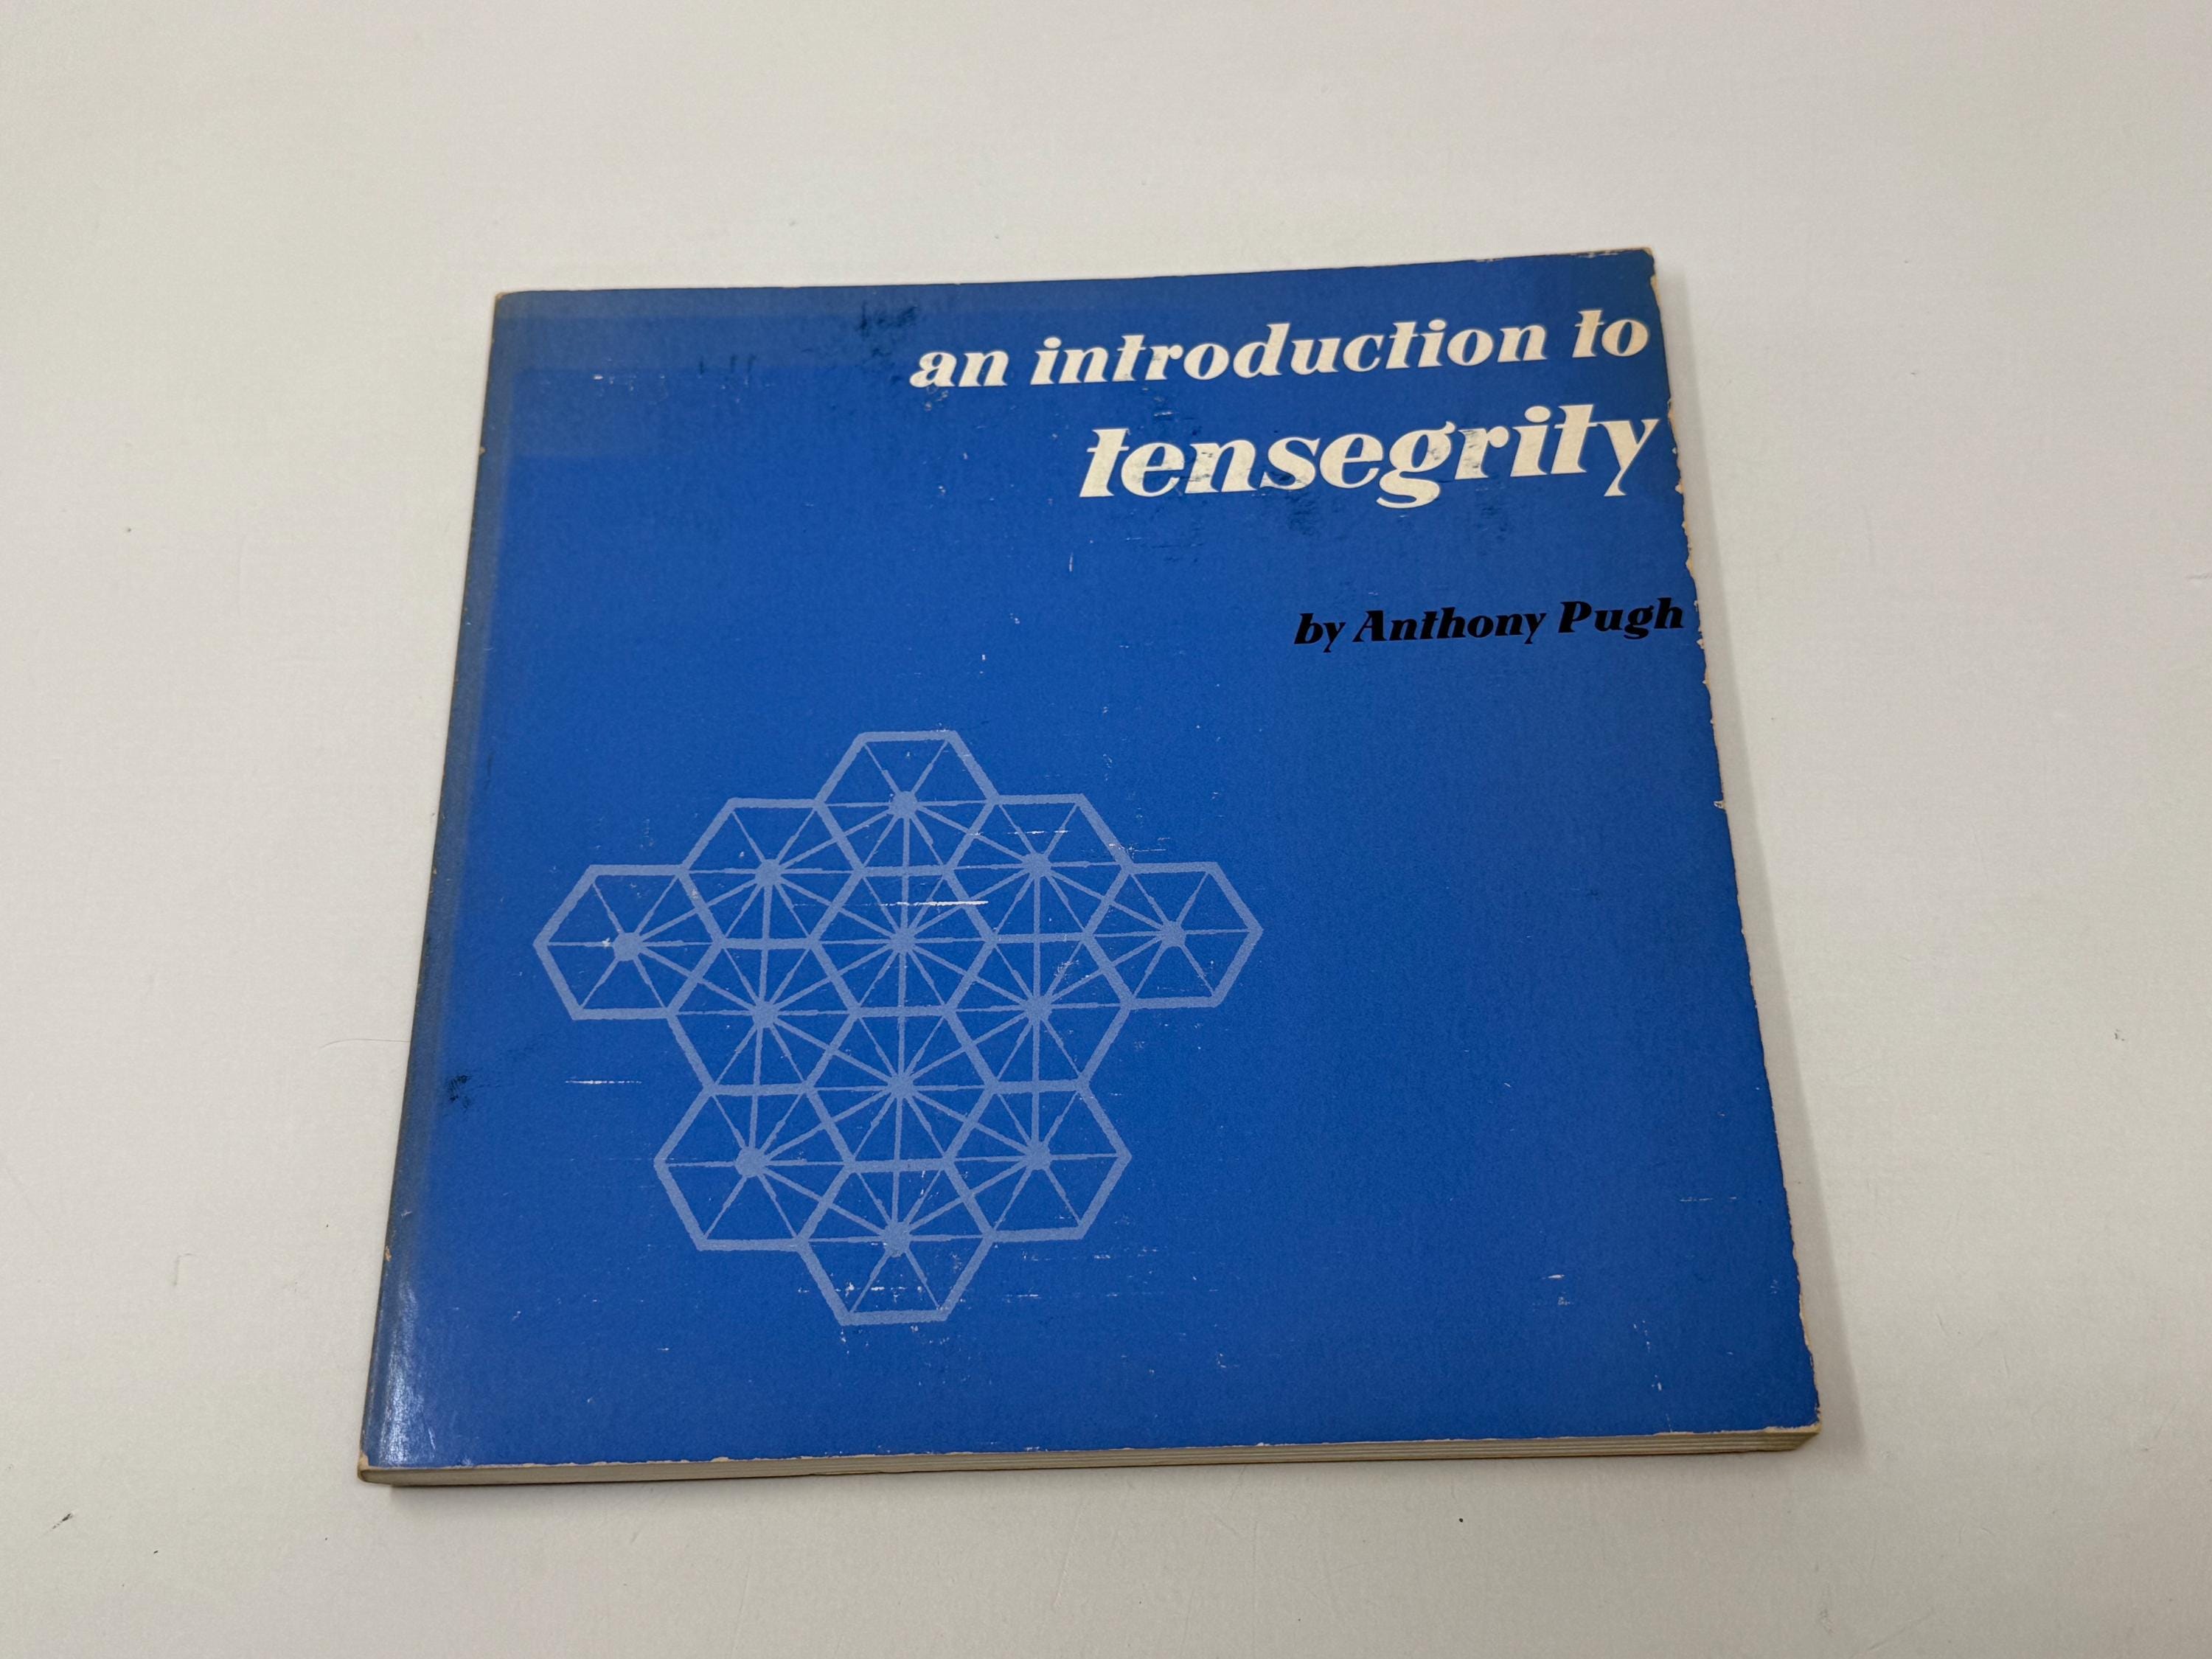 an introduction to
tensegrity
by Anthony Pugh